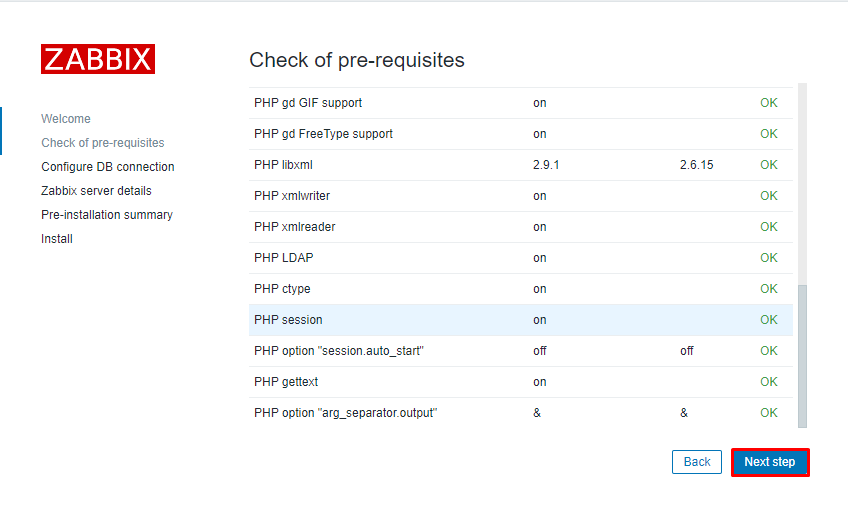 ZABBIX
Welcome
Check of pre-requisites
Configure DB connection
Zabbix server details
Pre-installation summary
Install
Check of pre-requisites
PHP gd GIF support on OK
PHP gd FreeType support on OK
PHP libxml 2.9.1 2.6.15 OK
PHP xmlwriter on OK
PHP xmlreader on OK
PHP LDAP on OK
PHP ctype on OK
PHP session on OK
PHP option "session.auto_start" off off OK
PHP gettext on OK
PHP option "arg_separator.output" & & OK
Back Next step